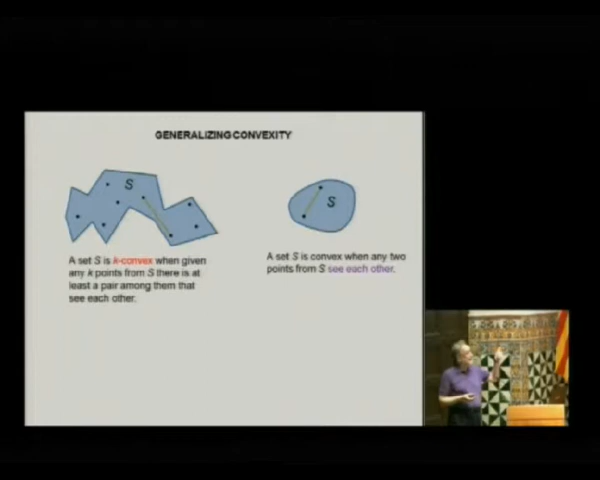 GENERALIZING CONVEXITY
S
S
A set S is k-convex when given
any k points from S there is at
least a pair among them that
see each other.
A set S is convex when any two
points from S see each other.